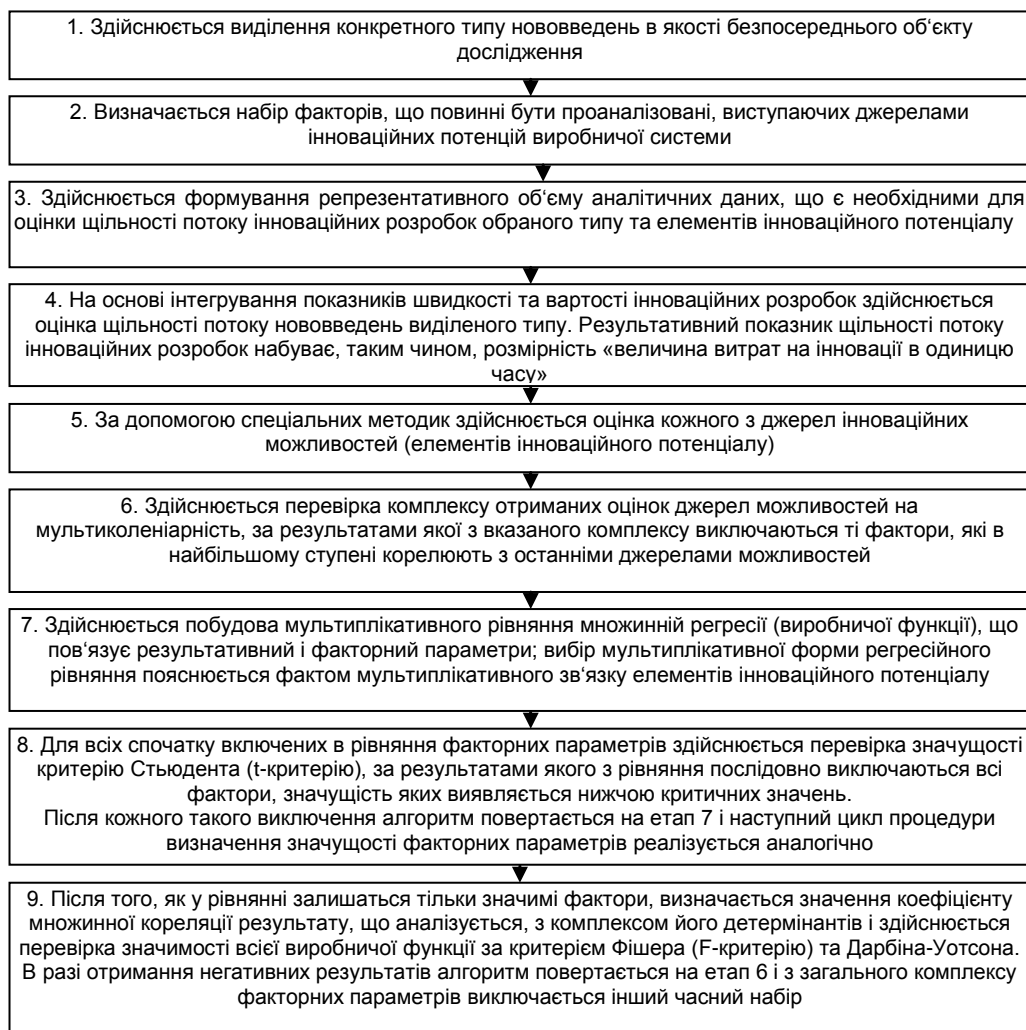 1. Здійснюється виділення конкретного типу нововведень в якості безпосереднього об‘єкту
дослідження
2. Визначається набір факторів, що повинні бути проаналізовані, виступаючих джерелами
інноваційних потенцій виробничої системи
3. Здійснюється формування репрезентативного об‘єму аналітичних даних, що є необхідними для
оцінки щільності потоку інноваційних розробок обраного типу та елементів інноваційного потенціалу
4. На основі інтегрування показників швидкості та вартості інноваційних розробок здійснюється
оцінка щільності потоку нововведень виділеного типу. Результативний показник щільності потоку
інноваційних розробок набуває, таким чином, розмірність «величина витрат на інновації в одиницю
часу»
5. За допомогою спеціальних методик здійснюється оцінка кожного з джерел інноваційних
можливостей (елементів інноваційного потенціалу)
6. Здійснюється перевірка комплексу отриманих оцінок джерел можливостей на
мультиколеніарність, за результатами якої з вказаного комплексу виключаються ті фактори, які в
найбільшому ступені корелюють з останніми джерелами можливостей
7. Здійснюється побудова мультиплікативного рівняння множинній регресії (виробничої функції), що
пов‘язує результативний і факторний параметри; вибір мультиплікативної форми регресійного
рівняння пояснюється фактом мультиплікативного зв‘язку елементів інноваційного потенціалу
8. Для всіх спочатку включених в рівняння факторних параметрів здійснюється перевірка значущості
критерію Стьюдента (t-критерію), за результатами якого з рівняння послідовно виключаються всі
фактори, значущість яких виявляється нижчою критичних значень.
Після кожного такого виключення алгоритм повертається на етап 7 і наступний цикл процедури
визначення значущості факторних параметрів реалізується аналогічно
9. Після того, як у рівнянні залишаться тільки значимі фактори, визначається значення коефіцієнту
множинної кореляції результату, що аналізується, з комплексом його детермінантів і здійснюється
перевірка значимості всієї виробничої функції за критерієм Фішера (F-критерію) та Дарбіна-Уотсона.
В разі отримання негативних результатів алгоритм повертається на етап 6 і з загального комплексу
факторних параметрів виключається інший часний набір